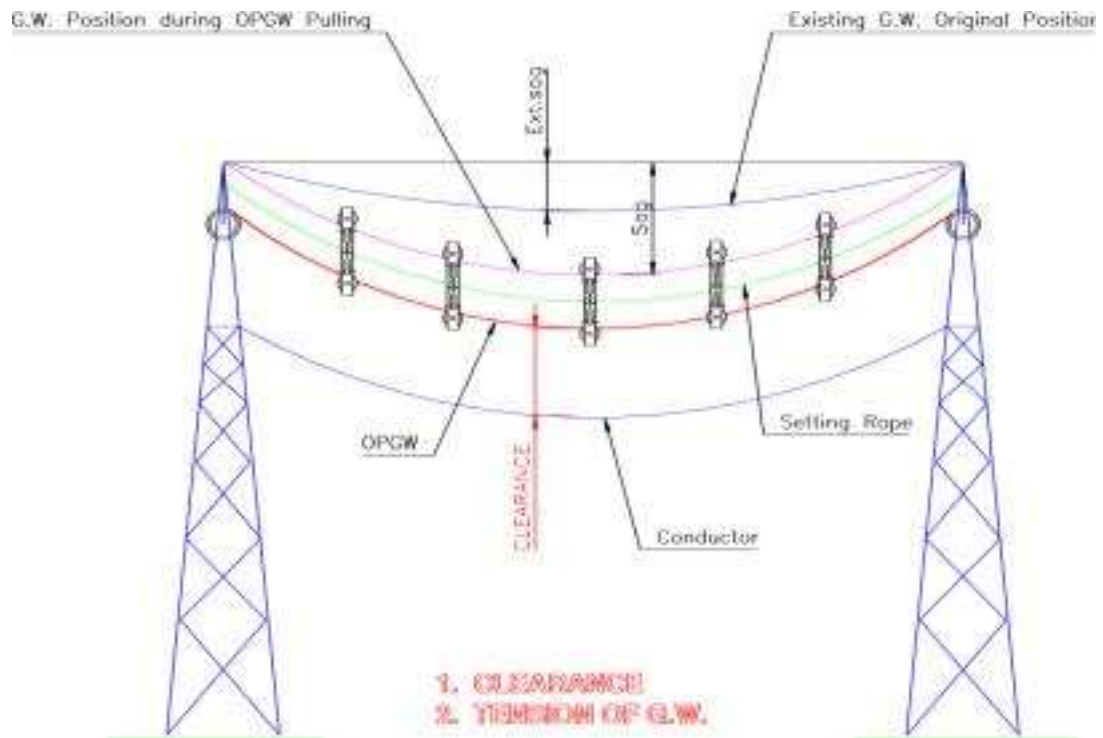 G.W. Position during OPGW Pulling
Existing G.W. Original Position
Ext.sag
Sag
Setting Rope
OPGW
CLEARANCE
Conductor
1. CLEARANCE
2. TENSION OF G.W.